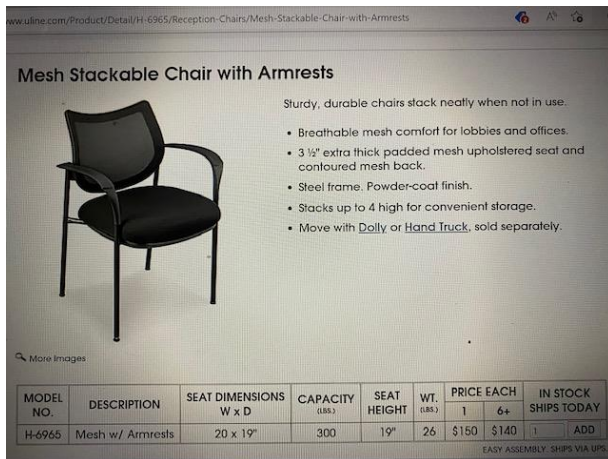 ww.uline.com/Product/Detail/H-6965/Reception-Chairs/Mesh-Stackable-Chair-with-Armrests
Mesh Stackable Chair with Armrests
Sturdy, durable chairs stack neatly when not in use.
• Breathable mesh comfort for lobbies and offices.
• 3 ½" extra thick padded mesh upholstered seat and
contoured mesh back.
• Steel frame. Powder-coat finish.
• Stacks up to 4 high for convenient storage.
• Move with Dolly or Hand Truck, sold separately.
More Images
MODEL NO. DESCRIPTION SEAT DIMENSIONS W x D CAPACITY (LBS.) SEAT HEIGHT WT. (LBS.) PRICE EACH 1 6+ IN STOCK SHIPS TODAY
H-6965 Mesh w/ Armrests 20 x 19" 300 19" 26 $150 $140 1 ADD
EASY ASSEMBLY. SHIPS VIA UPS